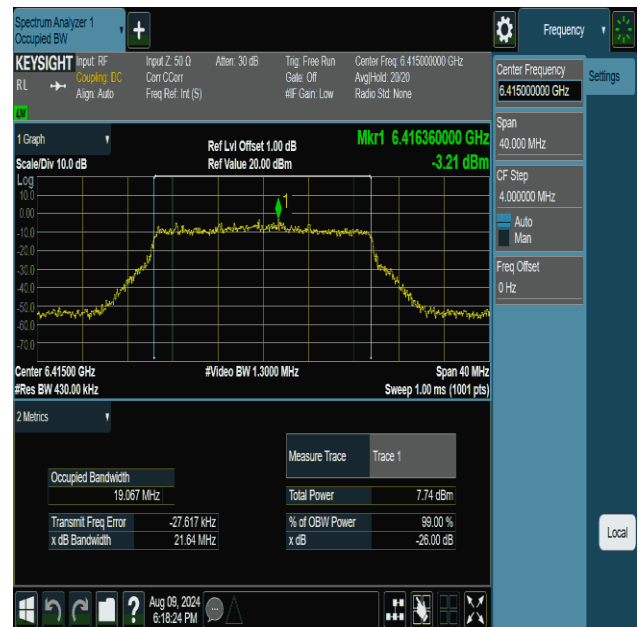 Spectrum Analyzer 1
Occupied BW
+
Frequency
KEYSIGHT Input: RF
RL Coupling: DC
Align: Auto
Input Z: 50 Ω
Corr CCorr
Freq Ref: Int (S)
Atten: 30 dB
Trig: Free Run
Gate: Off
#IF Gain: Low
Center Freq: 6.415000000 GHz
Avg|Hold: 20/20
Radio Std: None
Center Frequency
6.415000000 GHz
Settings
Span
40.000 MHz
CF Step
4.000000 MHz
Auto
Man
Freq Offset
0 Hz
Local
1 Graph
Scale/Div 10.0 dB
Ref Lvl Offset 1.00 dB
Ref Value 20.00 dBm
Mkr1 6.416360000 GHz
-3.21 dBm
Log
10.0
0.00
-10.0
-20.0
-30.0
-40.0
-50.0
-60.0
-70.0
1
Center 6.41500 GHz
#Res BW 430.00 kHz
#Video BW 1.3000 MHz
Span 40 MHz
Sweep 1.00 ms (1001 pts)
2 Metrics
Measure Trace Trace 1
Occupied Bandwidth
19.067 MHz
Total Power 7.74 dBm
Transmit Freq Error -27.617 kHz
% of OBW Power 99.00 %
x dB Bandwidth 21.64 MHz
x dB -26.00 dB
?
Aug 09, 2024
6:18:24 PM